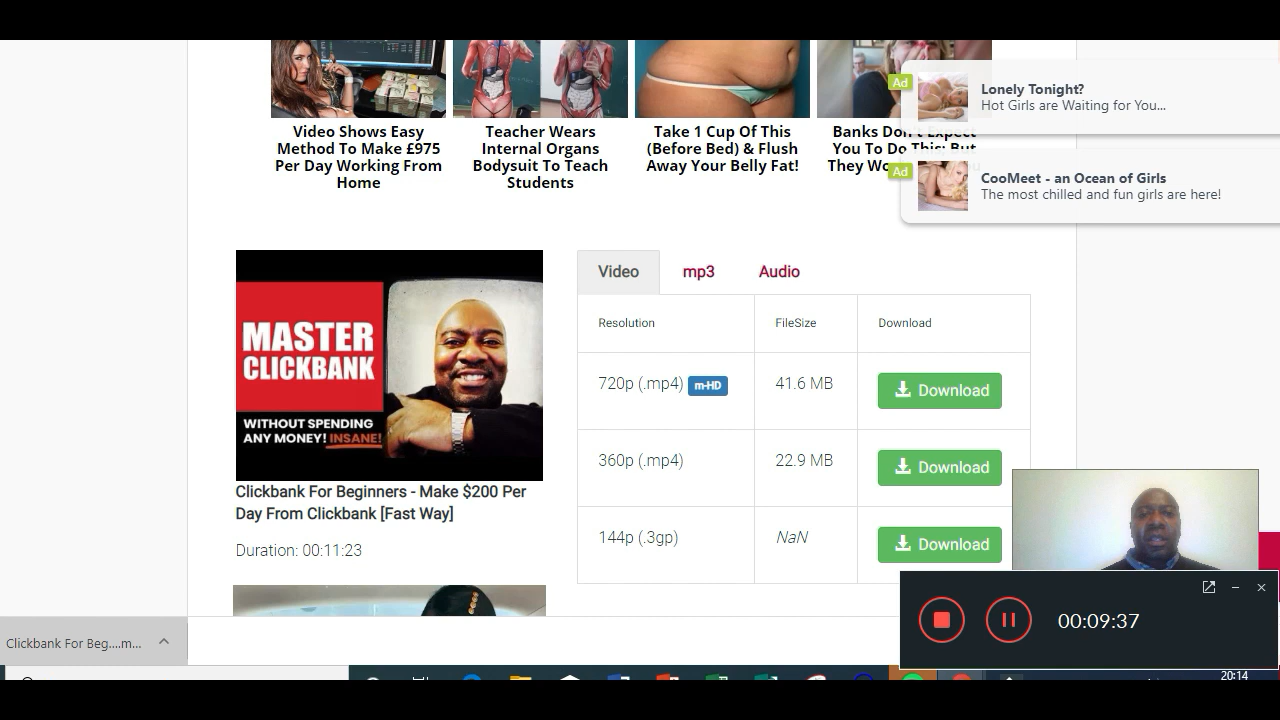 Video Shows Easy
Method To Make £975
Per Day Working From
Home
Teacher Wears
Internal Organs
Bodysuit To Teach
Students
Take 1 Cup Of This
(Before Bed) & Flush
Away Your Belly Fat!
Banks Don't Expect
You To Do This; But
They
Ad
Lonely Tonight?
Hot Girls are Waiting for You...
Ad
CooMeet - an Ocean of Girls
The most chilled and fun girls are here!
MASTER
CLICKBANK
WITHOUT SPENDING
ANY MONEY! INSANE!
Clickbank For Beginners - Make $200 Per
Day From Clickbank [Fast Way]
Duration: 00:11:23
Video mp3 Audio
Resolution FileSize Download
720p (.mp4) m-HD 41.6 MB Download
360p (.mp4) 22.9 MB Download
144p (.3gp) NaN Download
00:09:37
Clickbank For Beg....m...
20:14